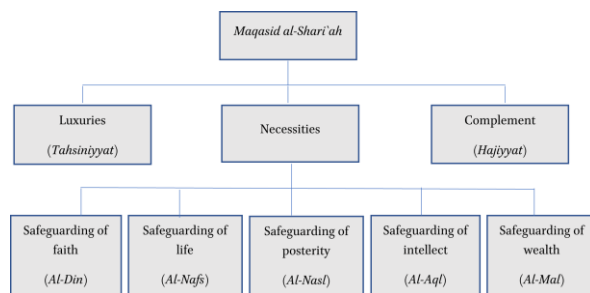 Maqasid al-Shari`ah
Luxuries
(Tahsiniyyat)
Necessities
Complement
(Hajiyyat)
Safeguarding of
faith
(Al-Din)
Safeguarding of
life
(Al-Nafs)
Safeguarding of
posterity
(Al-Nasl)
Safeguarding of
intellect
(Al-Aql)
Safeguarding of
wealth
(Al-Mal)